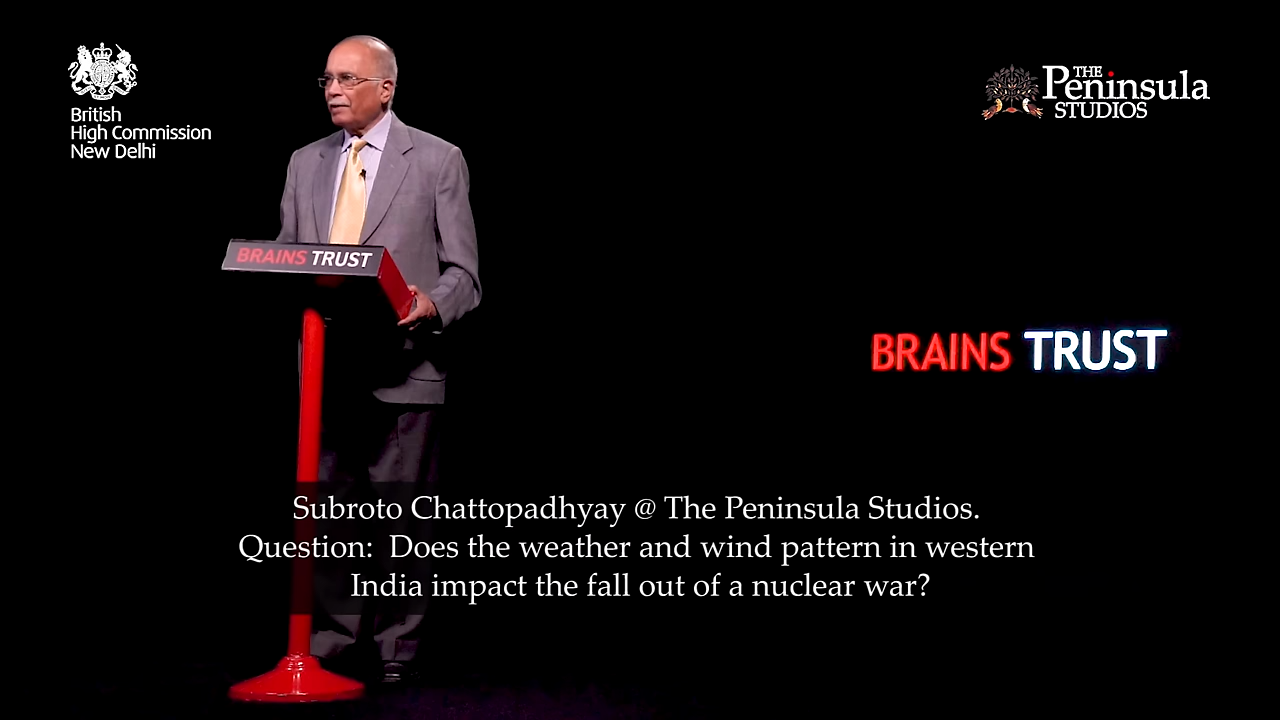 British
High Commission
New Delhi
THE
Peninsula
STUDIOS
BRAINS TRUST
BRAINS TRUST
Subroto Chattopadhyay @ The Peninsula Studios.
Question:  Does the weather and wind pattern in western
India impact the fall out of a nuclear war?